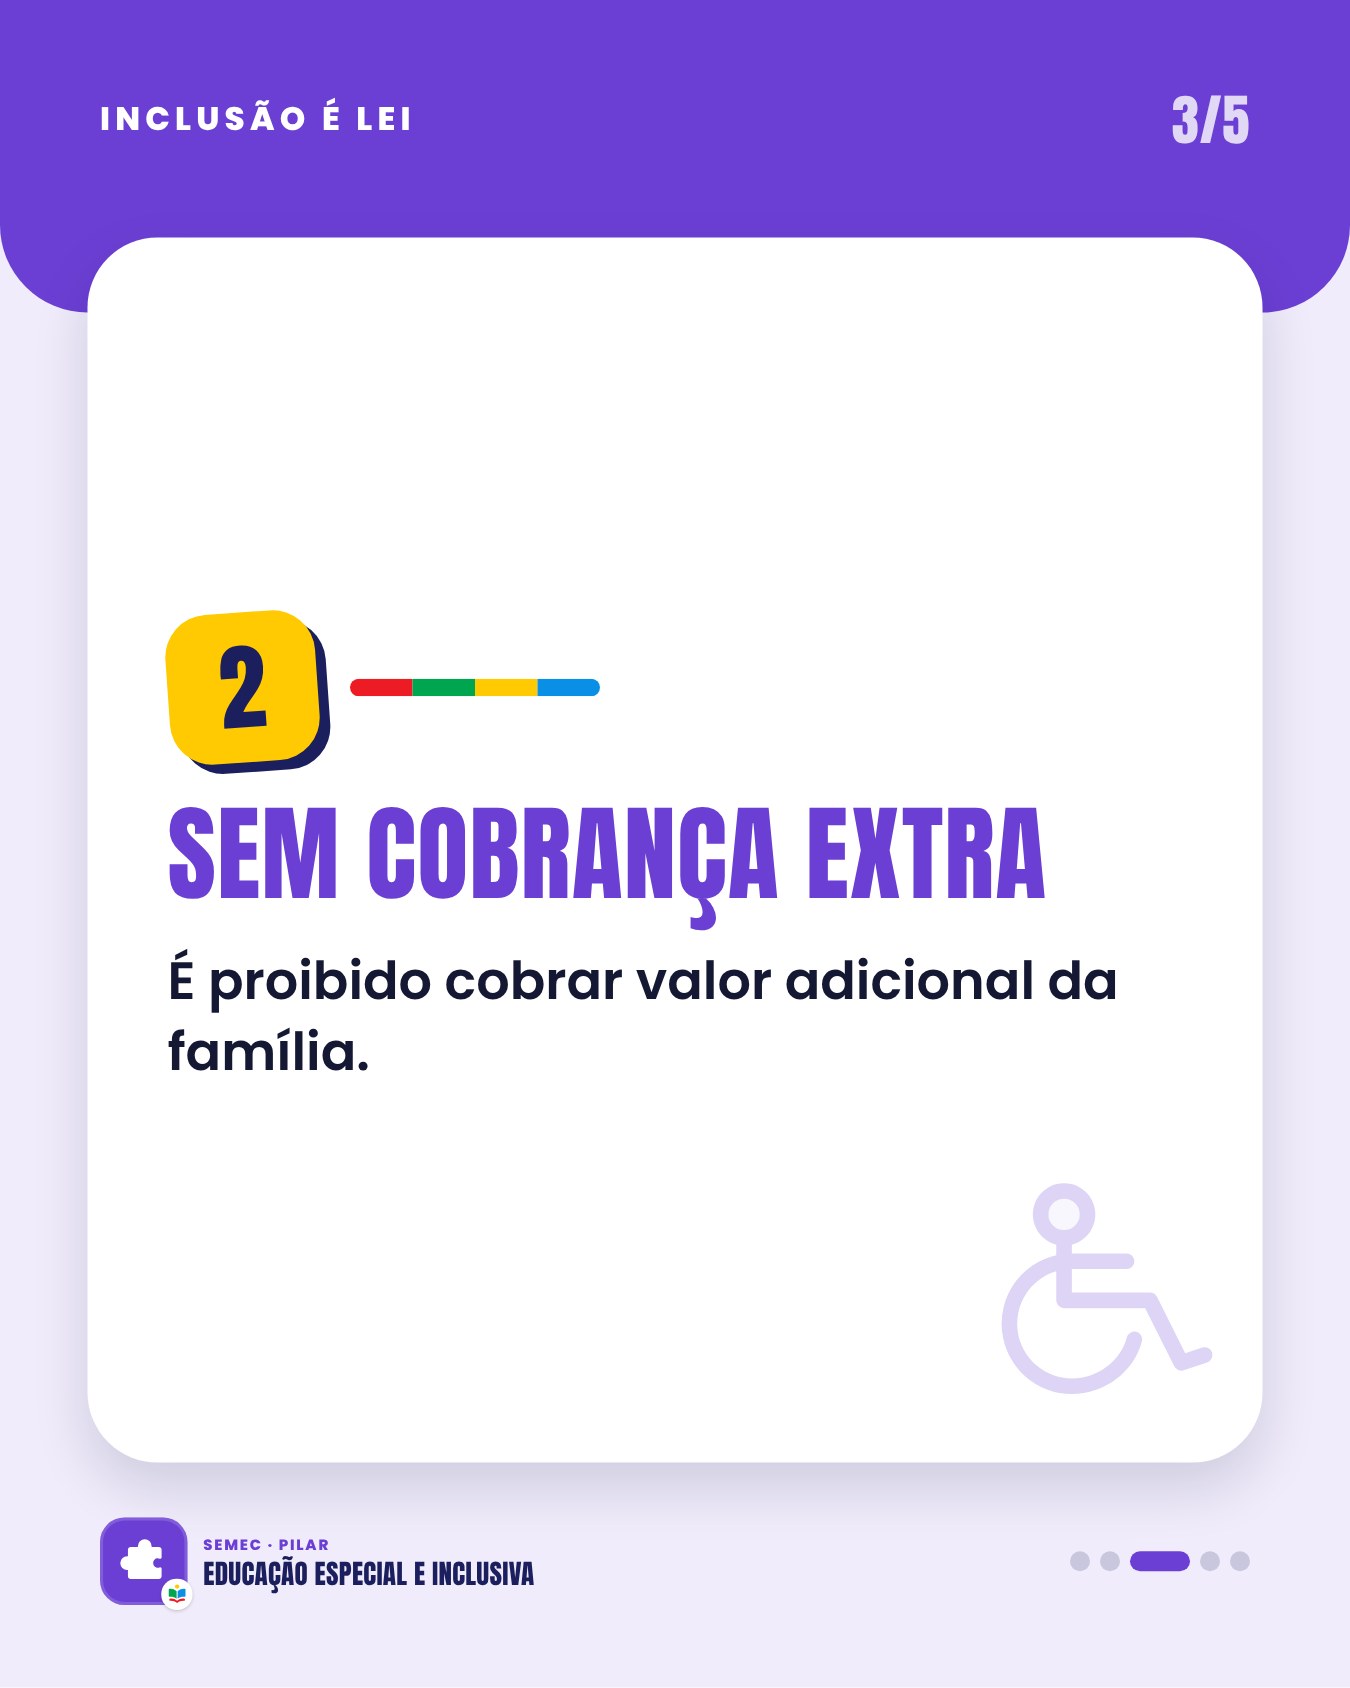 INCLUSÃO É LEI
3/5
2
SEM COBRANÇA EXTRA
É proibido cobrar valor adicional da
família.
SEMEC · PILAR
EDUCAÇÃO ESPECIAL E INCLUSIVA